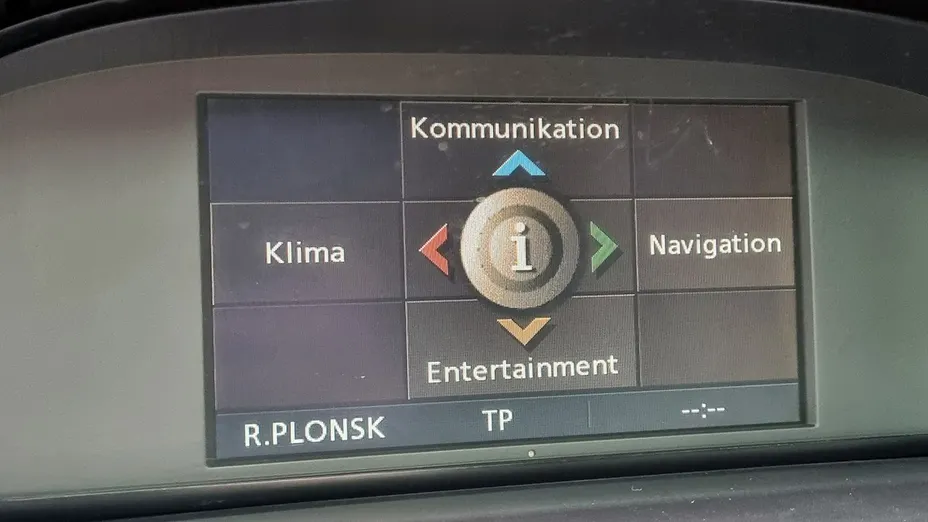 Kommunikation
Klima
i
Navigation
Entertainment
R.PLONSK
TP
--:--